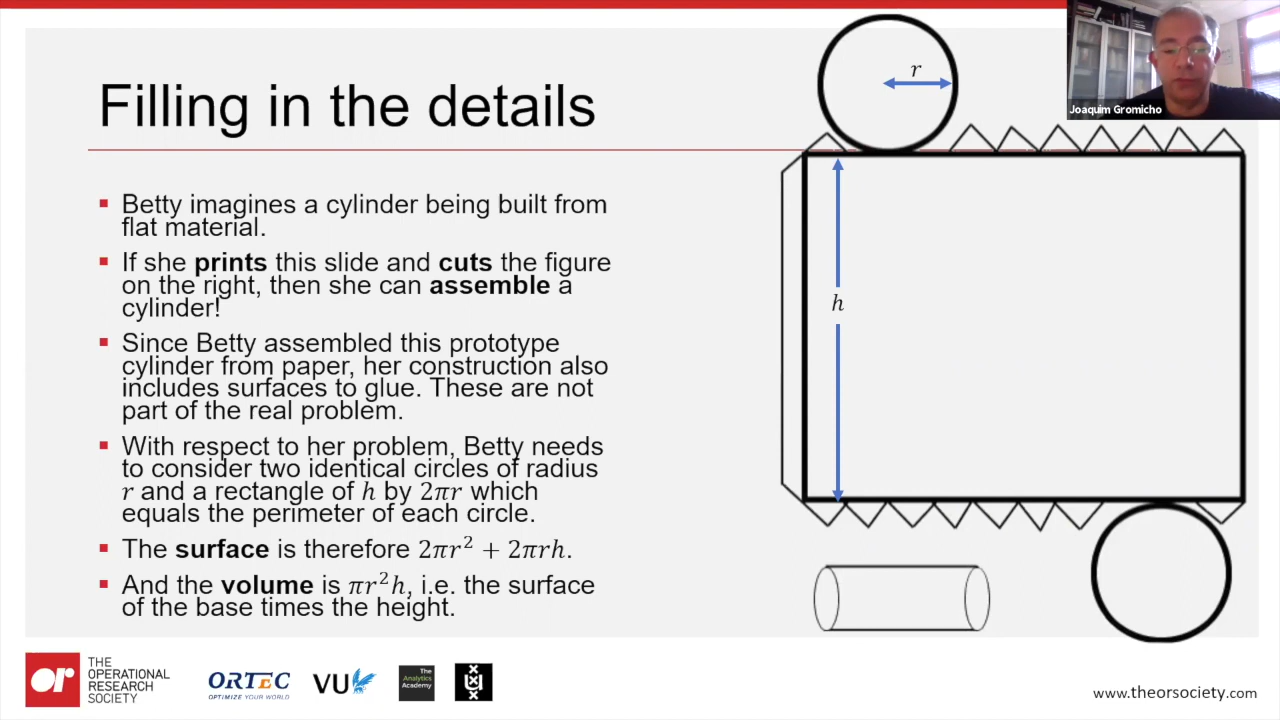 Filling in the details
r
Joaquim Gromicho
▪ Betty imagines a cylinder being built from
flat material.
▪ If she prints this slide and cuts the figure
on the right, then she can assemble a
cylinder!
▪ Since Betty assembled this prototype
cylinder from paper, her construction also
includes surfaces to glue. These are not
part of the real problem.
▪ With respect to her problem, Betty needs
to consider two identical circles of radius
r and a rectangle of h by 2πr which
equals the perimeter of each circle.
▪ The surface is therefore 2πr² + 2πrh.
▪ And the volume is πr²h, i.e. the surface
of the base times the height.
h
or
THE
OPERATIONAL
RESEARCH
SOCIETY
ORTEC
OPTIMIZE YOUR WORLD
VU
The
Analytics
Academy
www.theorsociety.com